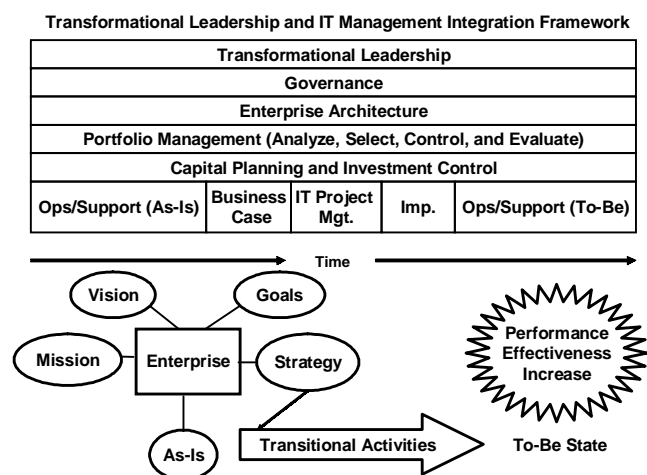 Transformational Leadership and IT Management Integration Framework
Transformational Leadership
Governance
Enterprise Architecture
Portfolio Management (Analyze, Select, Control, and Evaluate)
Capital Planning and Investment Control
Ops/Support (As-Is)
Business
Case
IT Project
Mgt.
Imp.
Ops/Support (To-Be)
Time
Vision
Goals
Mission
Enterprise
Strategy
As-Is
Transitional Activities
Performance
Effectiveness
Increase
To-Be State